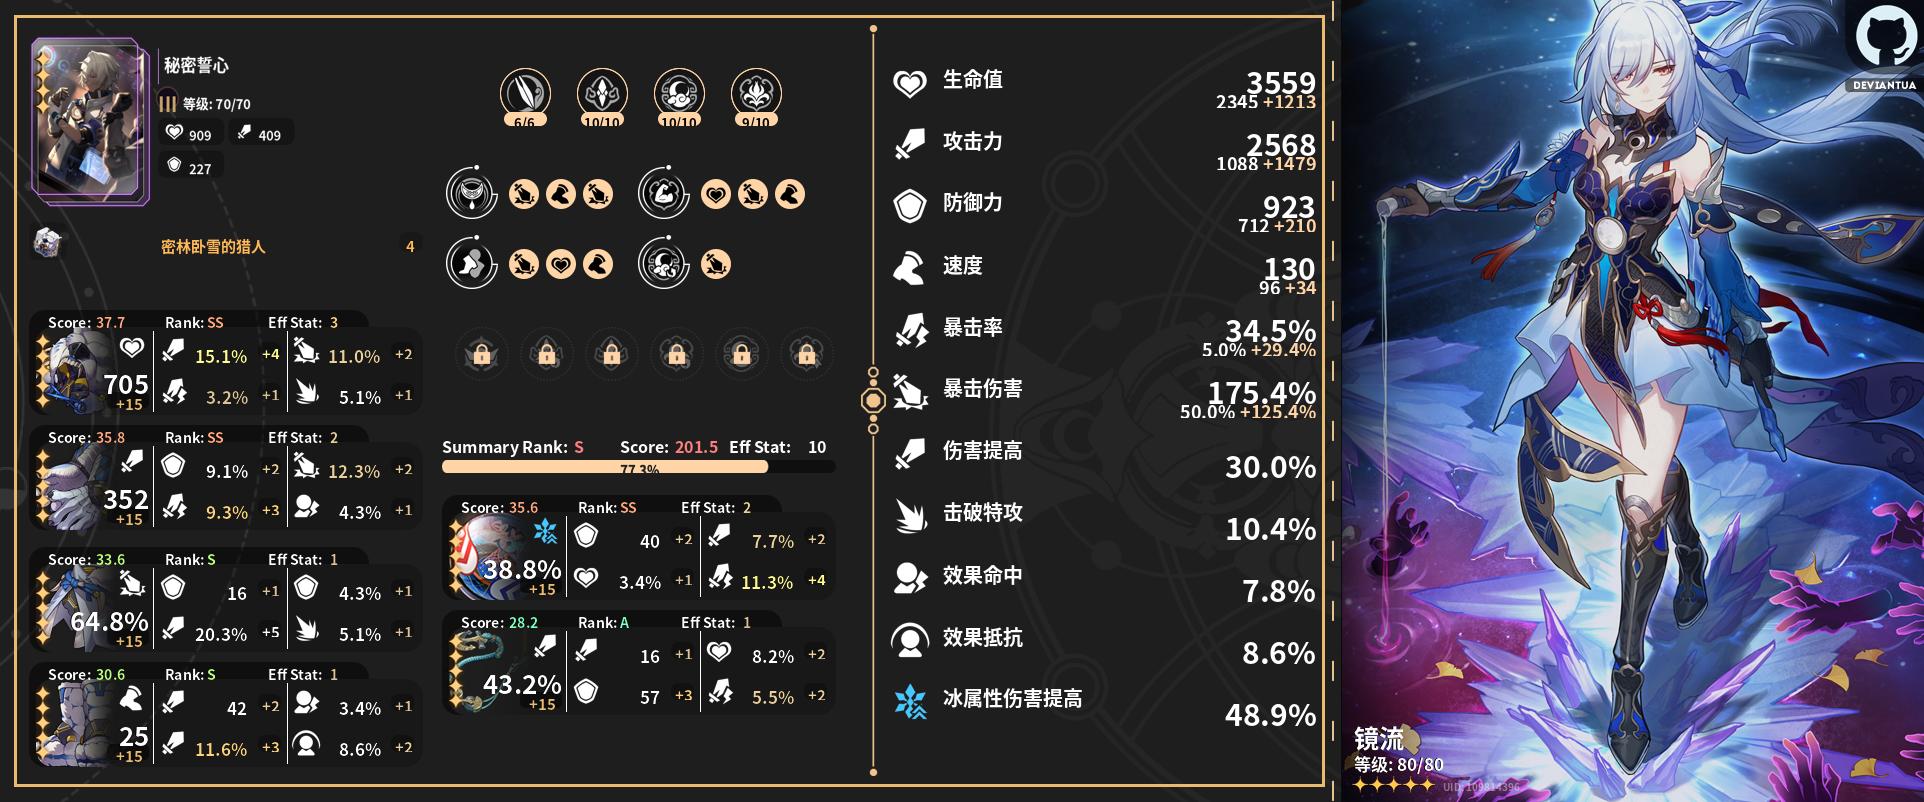 秘密誓心
等级: 70/70
909 409
227
密林卧雪的猎人 4
Score: 37.7 Rank: SS Eff Stat: 3
705 +15
15.1% +4 11.0% +2
3.2% +1 5.1% +1
Score: 35.8 Rank: SS Eff Stat: 2
352 +15
9.1% +2 12.3% +2
9.3% +3 4.3% +1
Score: 33.6 Rank: S Eff Stat: 1
64.8% +15
16 +1 4.3% +1
20.3% +5 5.1% +1
Score: 30.6 Rank: S Eff Stat: 1
25 +15
42 +2 3.4% +1
11.6% +3 8.6% +2
6/6 10/10 10/10 9/10
Summary Rank: S Score: 201.5 Eff Stat: 10
77.3%
Score: 35.6 Rank: SS Eff Stat: 2
38.8% +15
40 +2 7.7% +2
3.4% +1 11.3% +4
Score: 28.2 Rank: A Eff Stat: 1
43.2% +15
16 +1 8.2% +2
57 +3 5.5% +2
生命值 3559
2345 +1213
攻击力 2568
1088 +1479
防御力 923
712 +210
速度 130
96 +34
暴击率 34.5%
5.0% +29.4%
暴击伤害 175.4%
50.0% +125.4%
伤害提高 30.0%
击破特攻 10.4%
效果命中 7.8%
效果抵抗 8.6%
冰属性伤害提高 48.9%
DEVIANTUA
镜流
等级: 80/80
UID: 109814396